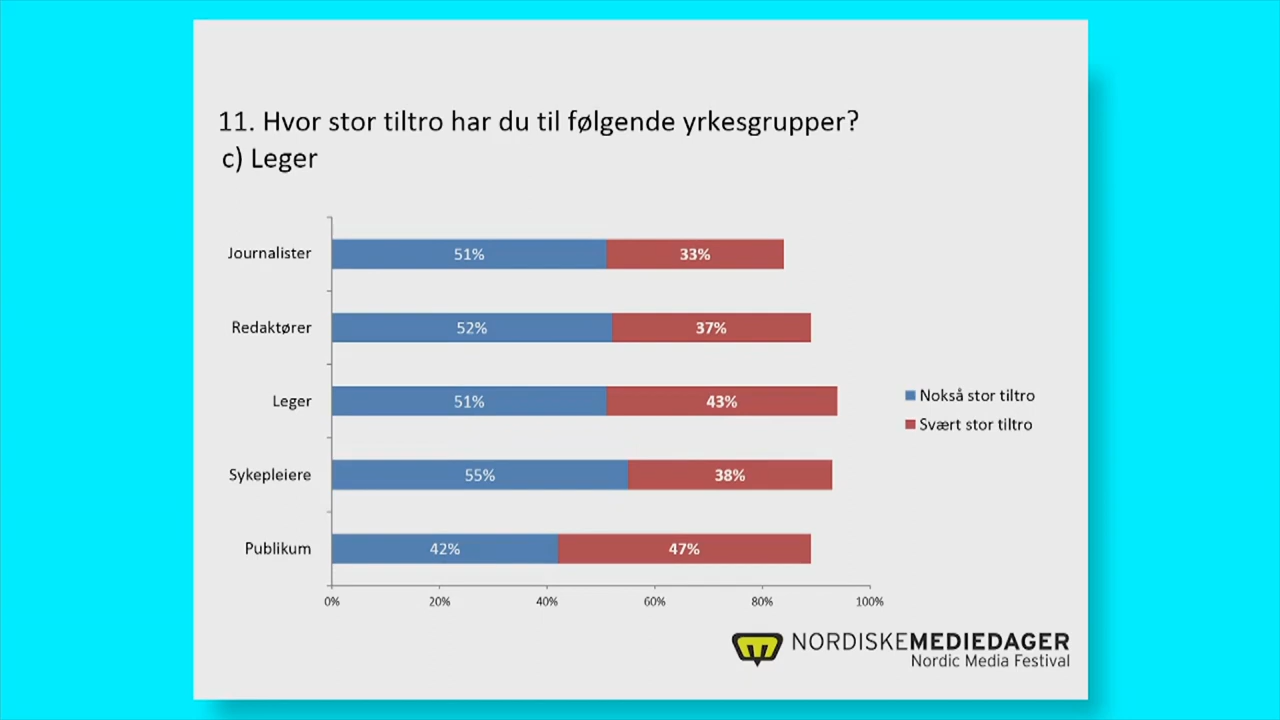 11. Hvor stor tiltro har du til følgende yrkesgrupper?
c) Leger
Journalister 51% 33%
Redaktører 52% 37%
Leger 51% 43%
Sykepleiere 55% 38%
Publikum 42% 47%
0% 20% 40% 60% 80% 100%
Nokså stor tiltro
Svært stor tiltro
NORDISKEMEDIEDAGER
Nordic Media Festival